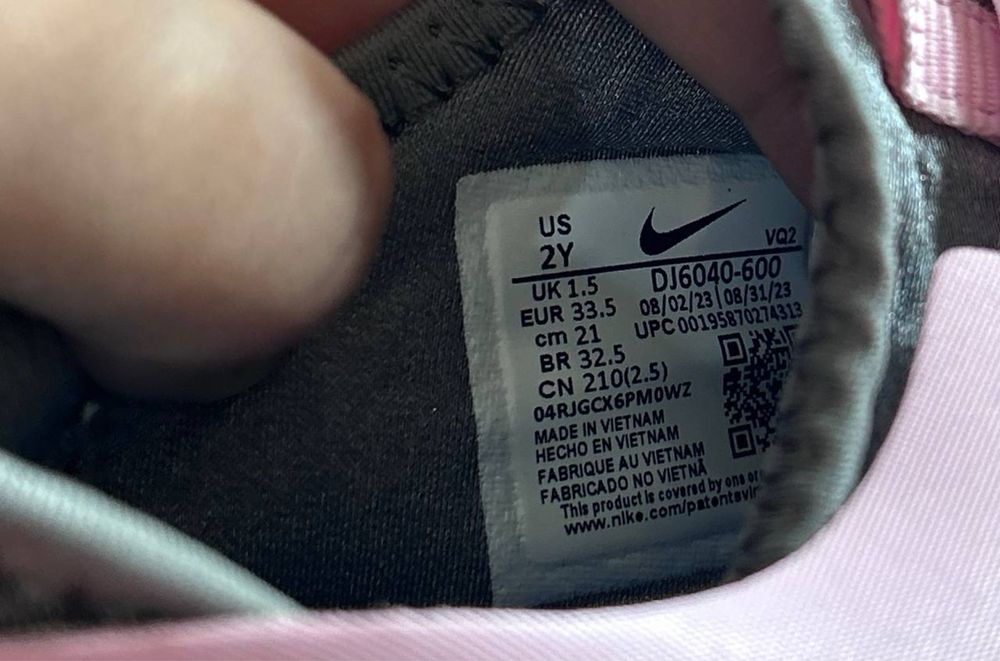 US
2Y
VQ2
UK 1.5
DJ6040-600
EUR 33.5
08/02/23 08/31/23
cm 21
UPC 00195870274313
BR 32.5
CN 210(2.5)
04RJGCX6PM0WZ
MADE IN VIETNAM
HECHO EN VIETNAM
FABRIQUE AU VIETNAM
FABRICADO NO VIETNÃ
This product is covered by one or
www.nike.com/patents